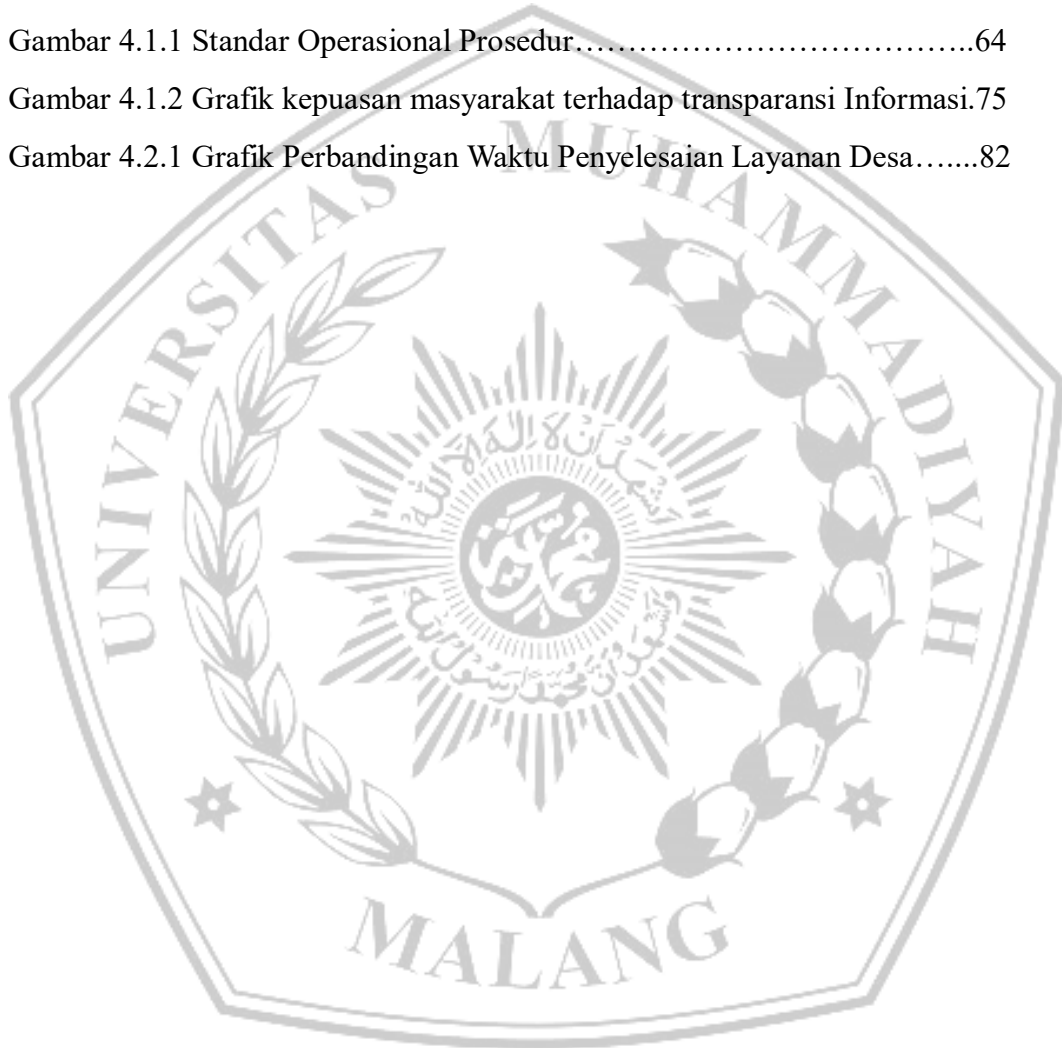 Gambar 4.1.1 Standar Operasional Prosedur………………………………..64
Gambar 4.1.2 Grafik kepuasan masyarakat terhadap transparansi Informasi.75
Gambar 4.2.1 Grafik Perbandingan Waktu Penyelesaian Layanan Desa…....82
UNIVERSITAS MUHAMMADIYAH
MALANG